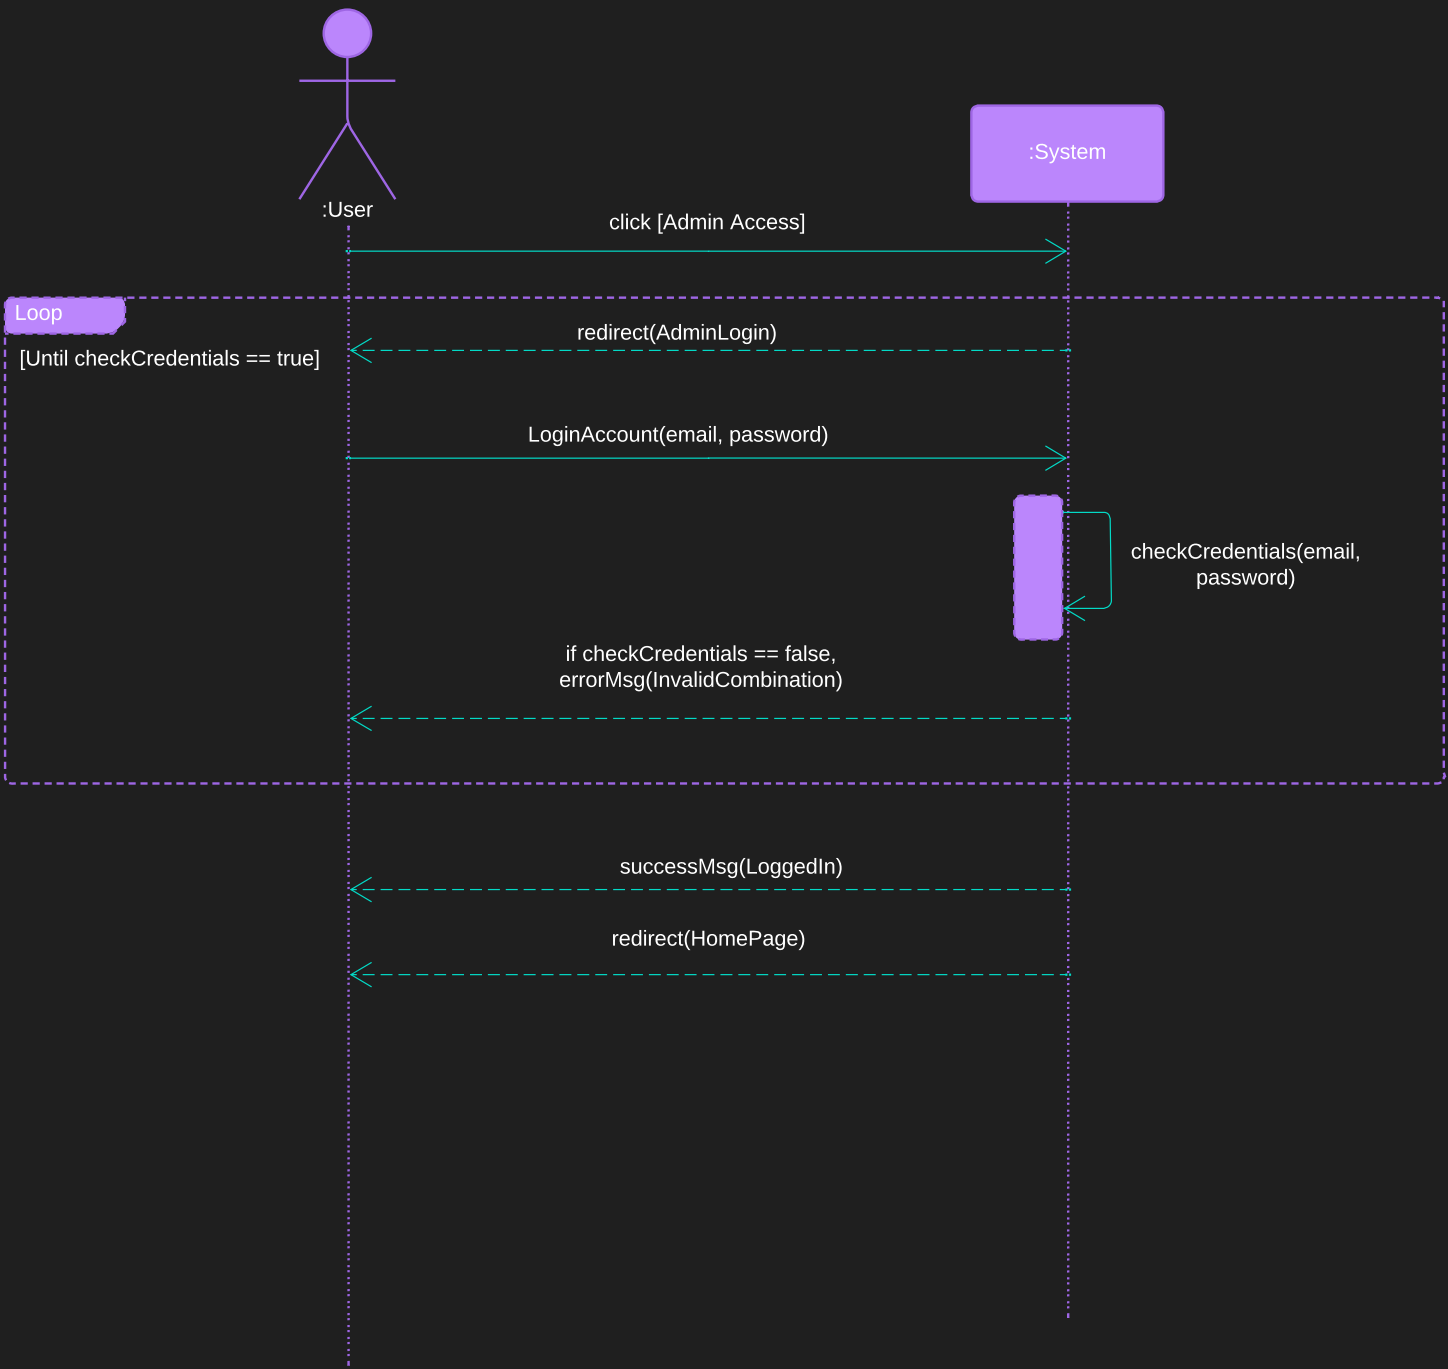 :System
:User
click [Admin Access]
Loop
redirect(AdminLogin)
[Until checkCredentials == true]
LoginAccount(email, password)
checkCredentials(email,
password)
if checkCredentials == false,
errorMsg(InvalidCombination)
successMsg(LoggedIn)
redirect(HomePage)